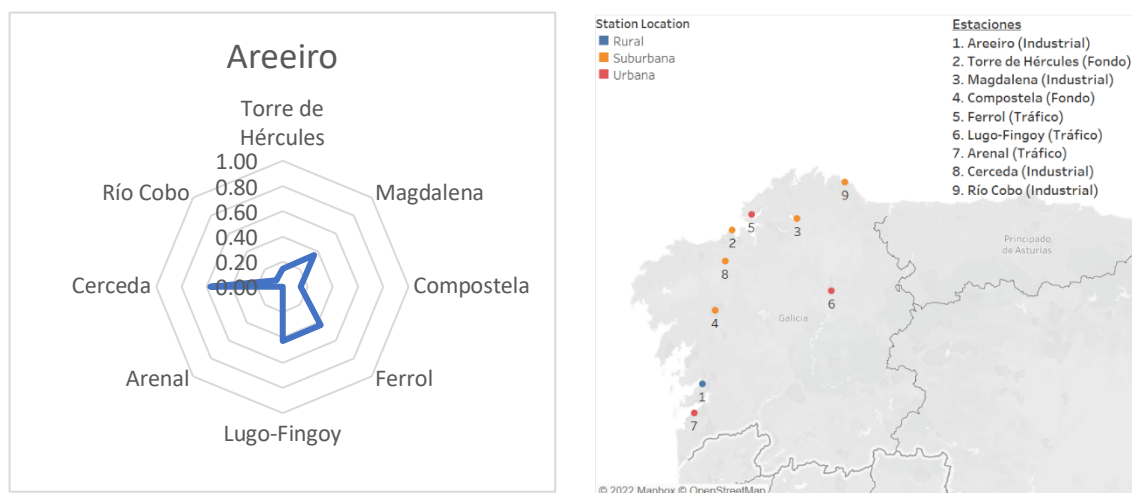 Areeiro
Torre de
Hércules
Magdalena
Compostela
Ferrol
Lugo-Fingoy
Arenal
Cerceda
Río Cobo
1.00
0.80
0.60
0.40
0.20
0.00
Station Location
Rural
Suburbana
Urbana
Estaciones
1. Areeiro (Industrial)
2. Torre de Hércules (Fondo)
3. Magdalena (Industrial)
4. Compostela (Fondo)
5. Ferrol (Tráfico)
6. Lugo-Fingoy (Tráfico)
7. Arenal (Tráfico)
8. Cerceda (Industrial)
9. Río Cobo (Industrial)
9
5
3
2
8
6
4
1
7
Principado
de Asturias
Galicia
© 2022 Mapbox © OpenStreetMap